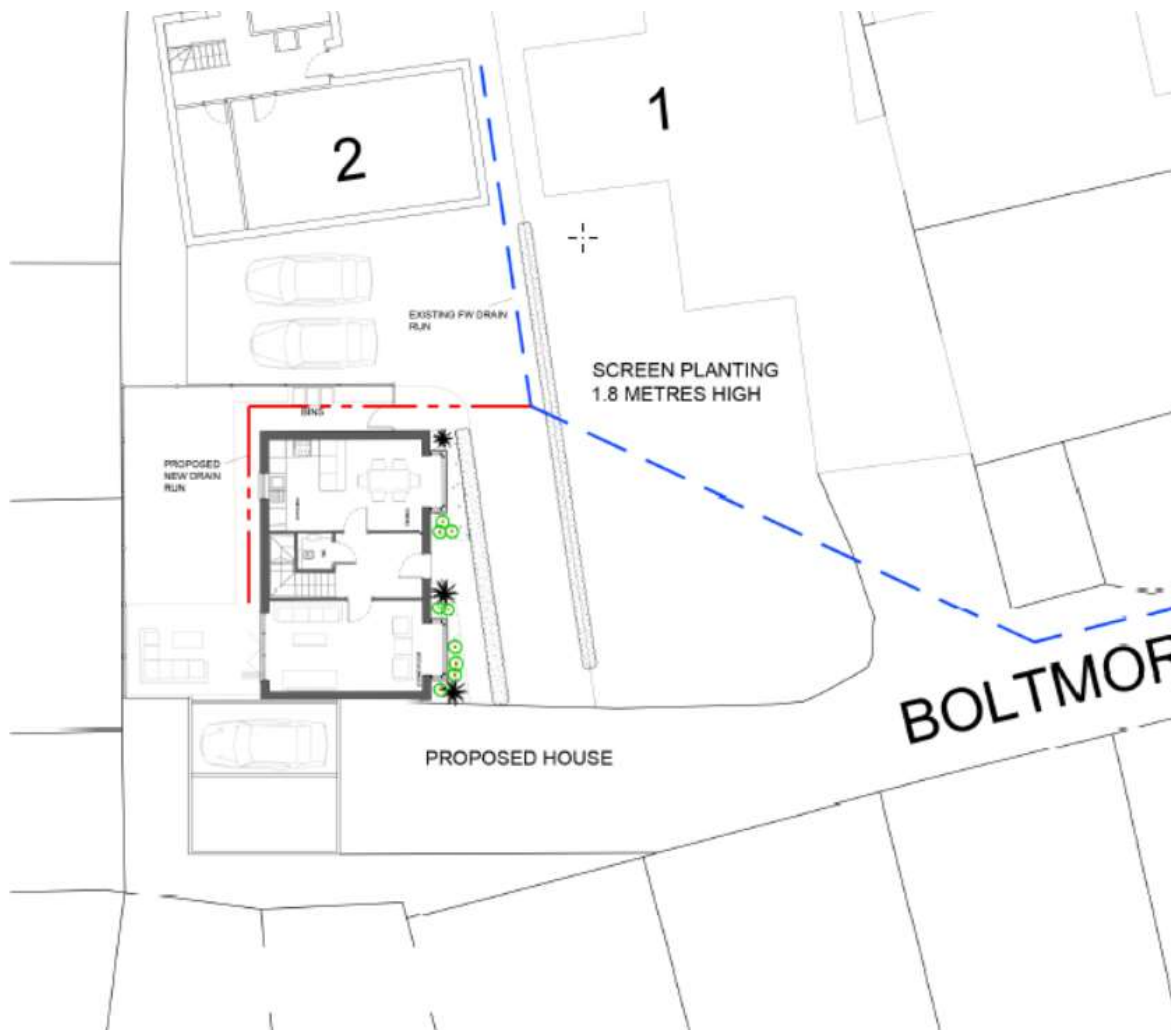 1
2
EXISTING FW DRAIN
RUN
SCREEN PLANTING
1.8 METRES HIGH
BINS
PROPOSED
NEW DRAIN
RUN
BOLTMOR
PROPOSED HOUSE